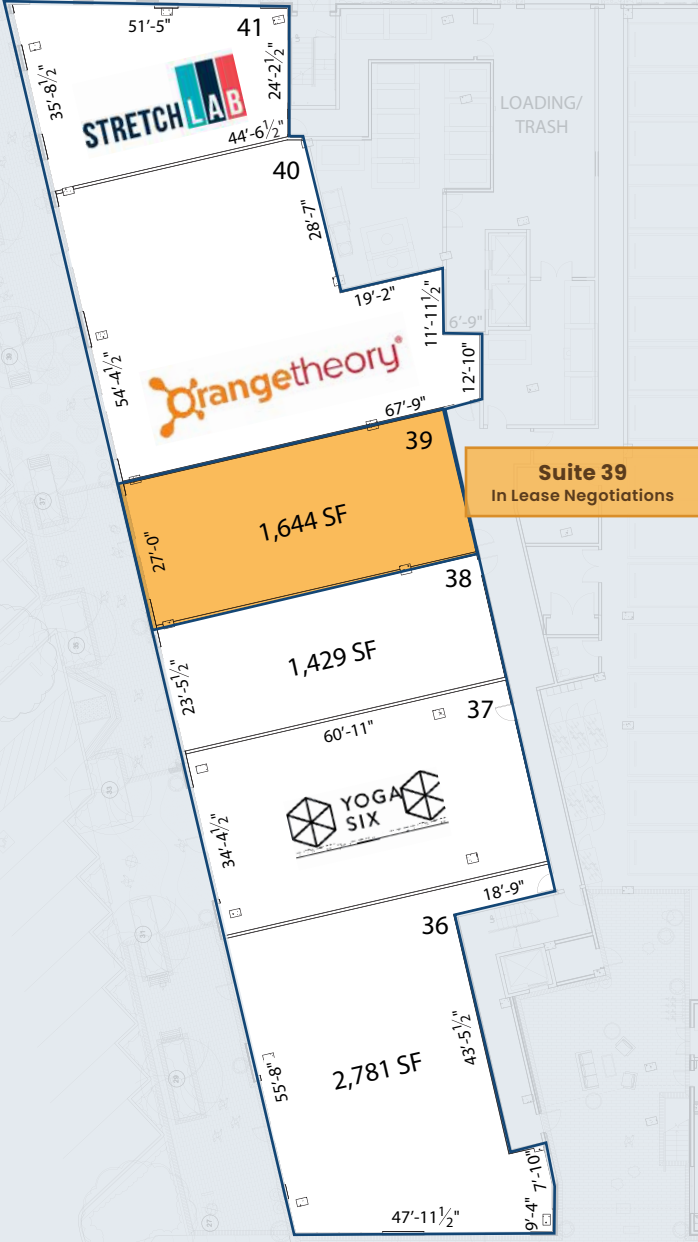 51'-5"
41
35'-8½"
24'-2½"
STRETCH LAB
44'-6½"
40
LOADING/
TRASH
28'-7"
19'-2"
11'-11½"
6'-9"
12'-10"
54'-4½"
Orangetheory®
67'-9"
39
Suite 39
In Lease Negotiations
1,644 SF
27'-0"
38
1,429 SF
23'-5½"
37
60'-11"
YOGA
SIX
34'-4½"
18'-9"
36
43'-5½"
2,781 SF
55'-8"
7'-10"
9'-4"
47'-11½"